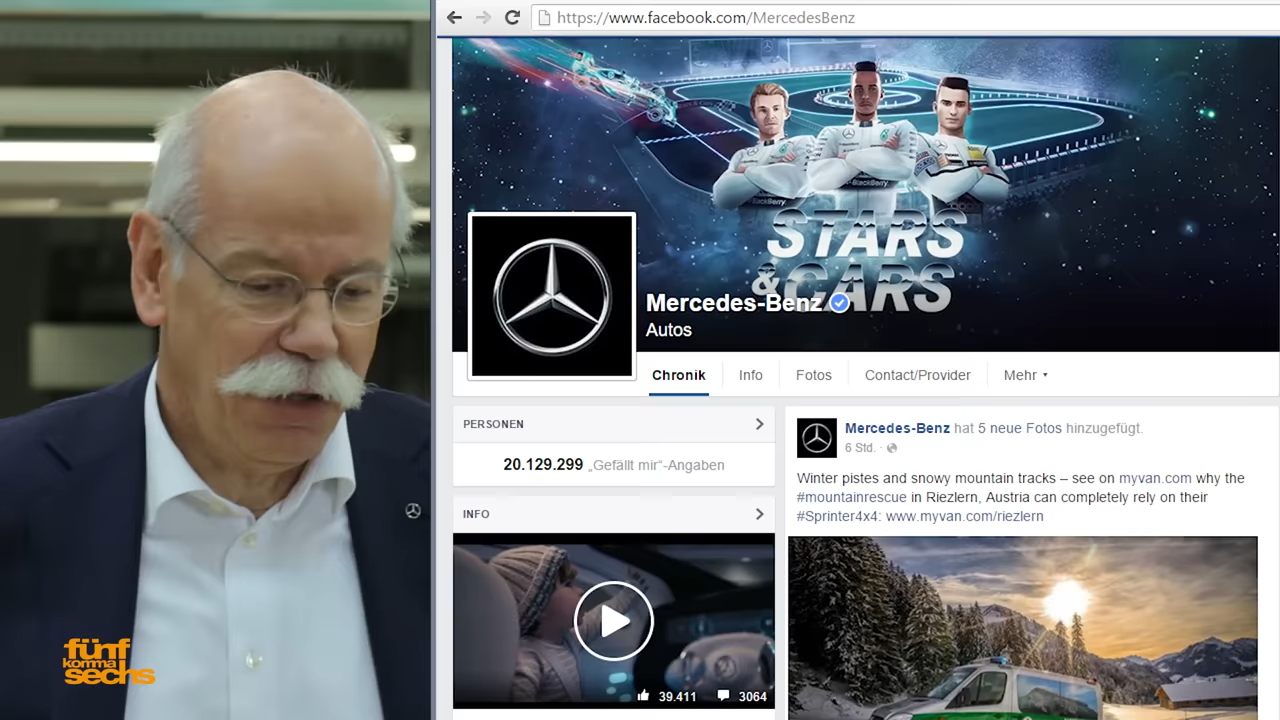 https://www.facebook.com/MercedesBenz
STARS
&CARS
Mercedes-Benz
Autos
Chronik
Info
Fotos
Contact/Provider
Mehr
PERSONEN
20.129.299 „Gefällt mir“-Angaben
INFO
39.411
3064
Mercedes-Benz hat 5 neue Fotos hinzugefügt.
6 Std. ·
Winter pistes and snowy mountain tracks – see on myvan.com why the
#mountainrescue in Riezlern, Austria can completely rely on their
#Sprinter4x4: www.myvan.com/riezlern
BlackBerry
BlackBerry
fünf
komma
sechs